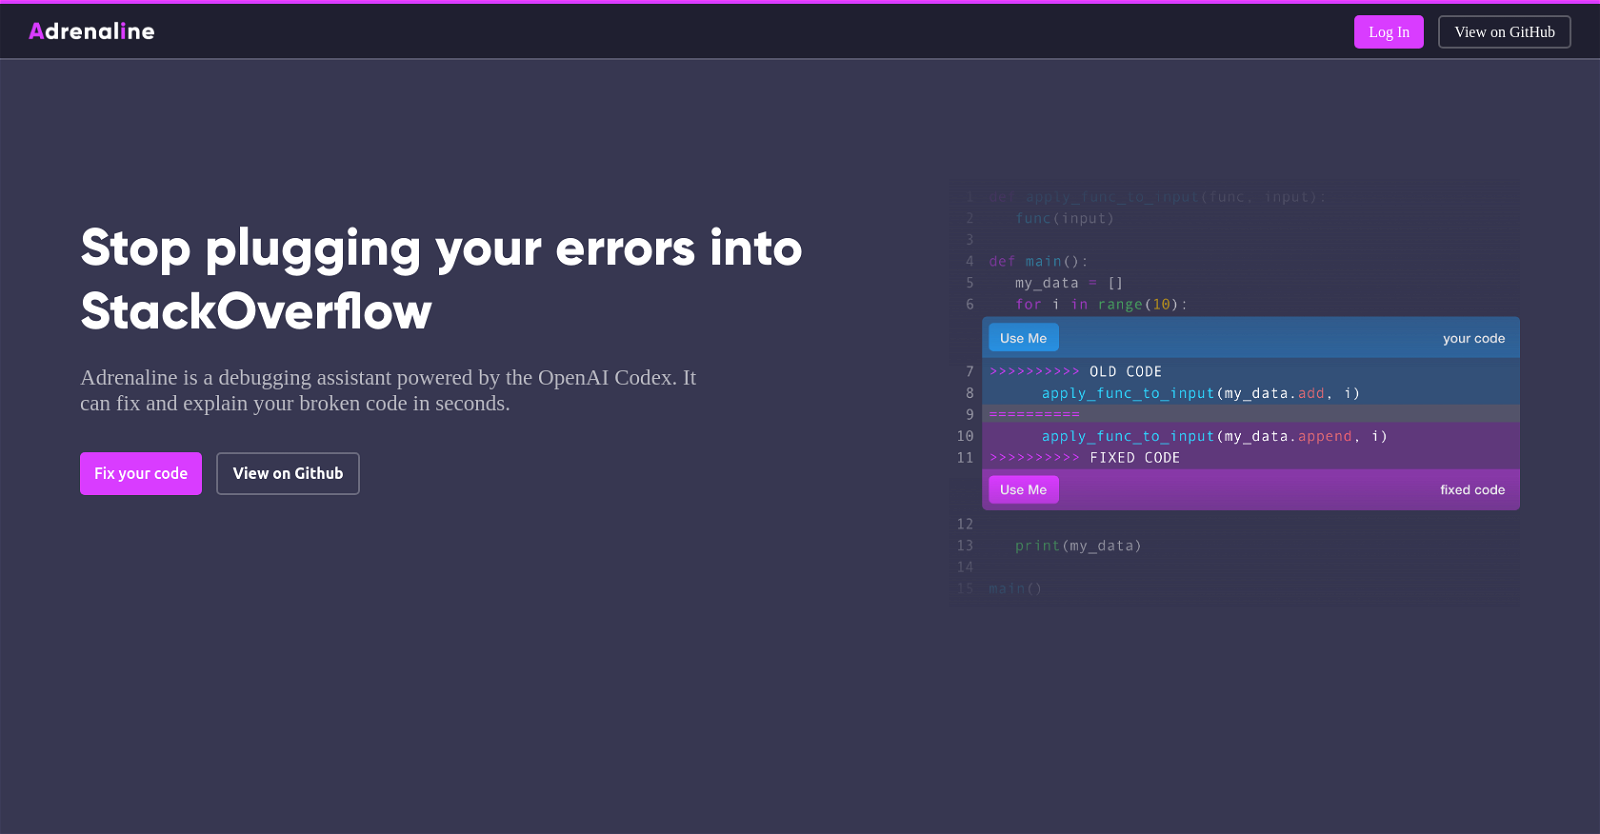 Adrenaline
Log In
View on GitHub
Stop plugging your errors into
StackOverflow
Adrenaline is a debugging assistant powered by the OpenAI Codex. It
can fix and explain your broken code in seconds.
Fix your code
View on Github
1 def apply_func_to_input(func, input):
2 func(input)
3
4 def main():
5 my_data = []
6 for i in range(10):
Use Me your code
7 >>>>>>>>>> OLD CODE
8 apply_func_to_input(my_data.add, i)
9 ==========
10 apply_func_to_input(my_data.append, i)
11 >>>>>>>>>> FIXED CODE
Use Me fixed code
12
13 print(my_data)
14
15 main()